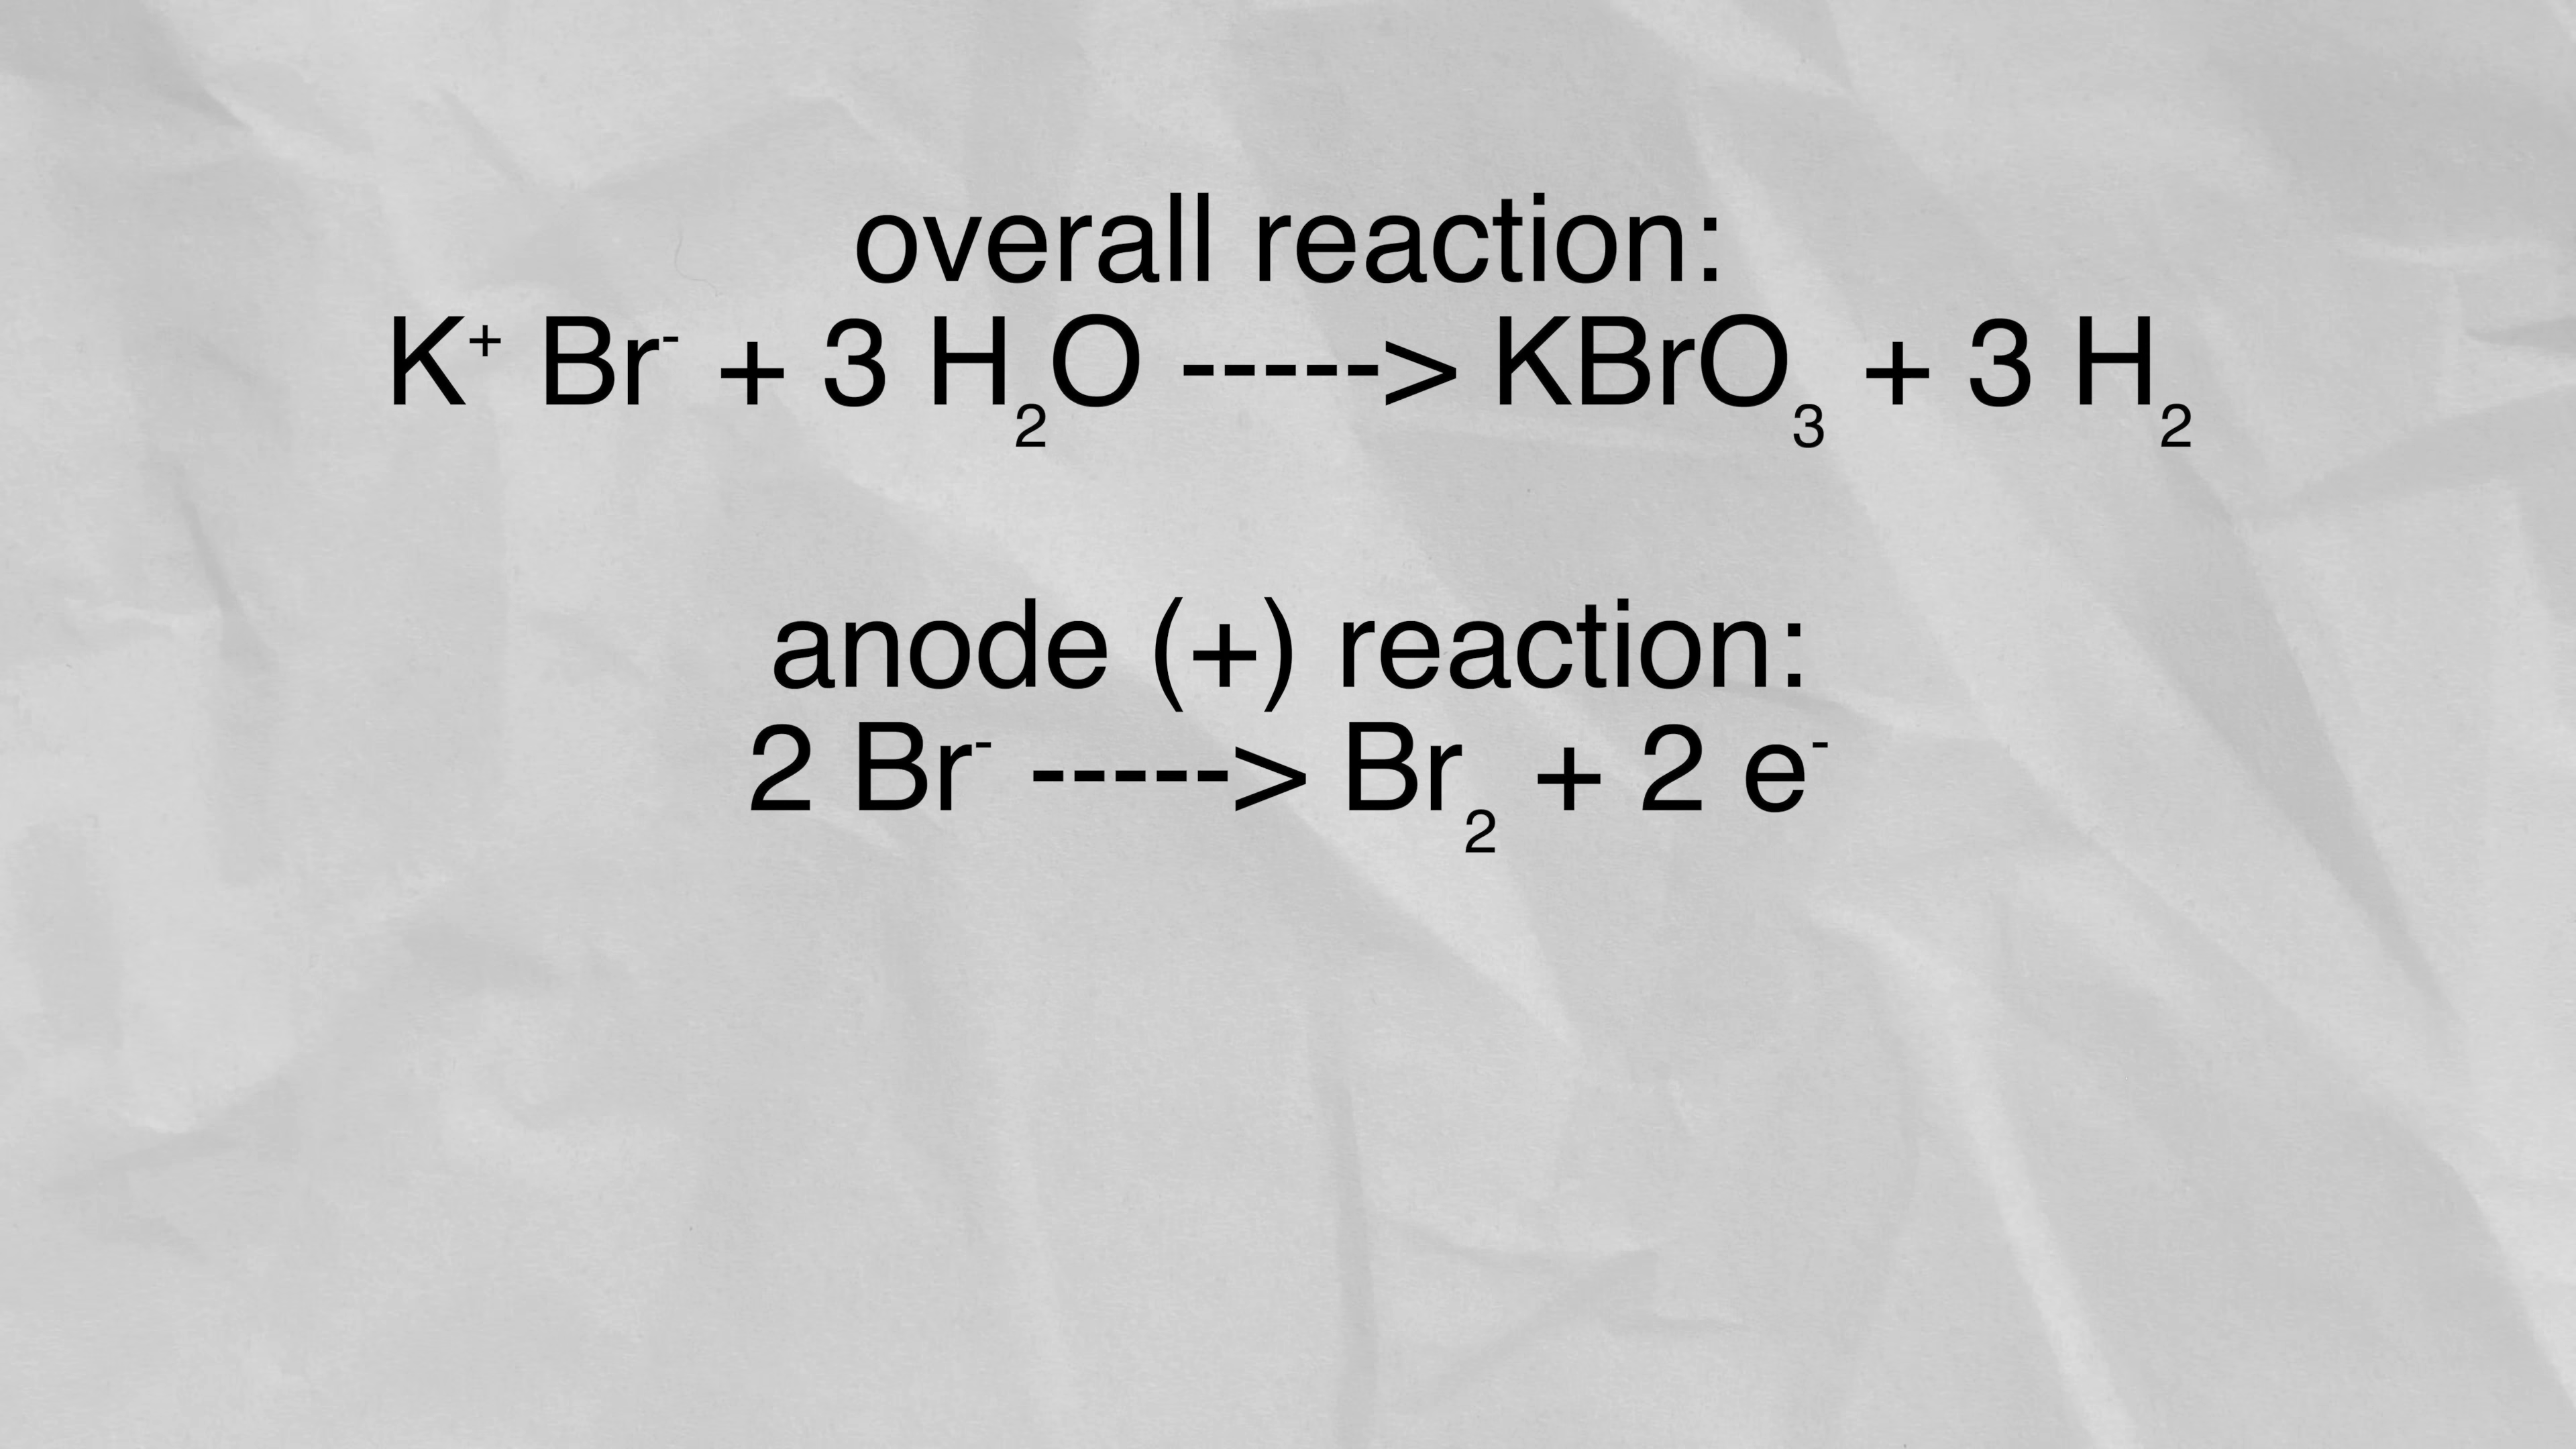 overall reaction:
K⁺ Br⁻ + 3 H₂O -----> KBrO₃ + 3 H₂
anode (+) reaction:
2 Br⁻ -----> Br₂ + 2 e⁻